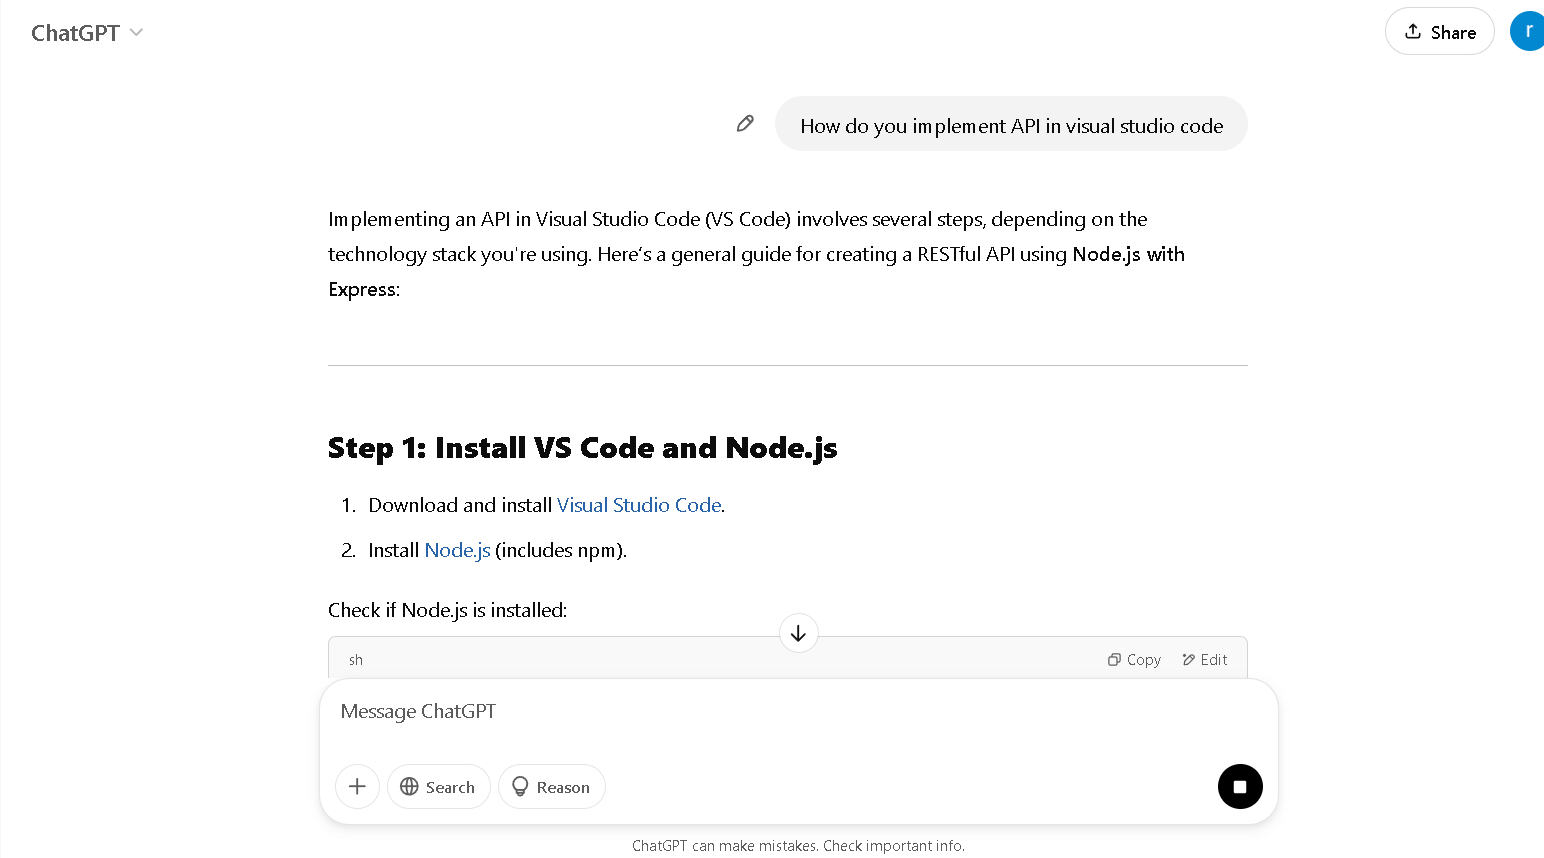 ChatGPT
Share
r
How do you implement API in visual studio code
Implementing an API in Visual Studio Code (VS Code) involves several steps, depending on the
technology stack you're using. Here's a general guide for creating a RESTful API using Node.js with
Express:
Step 1: Install VS Code and Node.js
1. Download and install Visual Studio Code.
2. Install Node.js (includes npm).
Check if Node.js is installed:
sh
Copy
Edit
Message ChatGPT
Search
Reason
ChatGPT can make mistakes. Check important info.